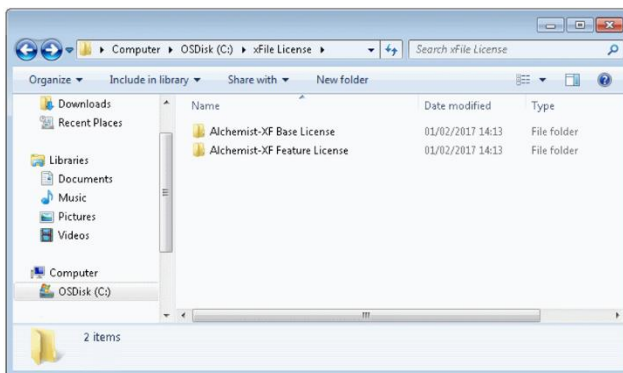 Computer OSDisk (C:) xFile License
Search xFile License
Organize Include in library Share with New folder
Downloads
Recent Places
Libraries
Documents
Music
Pictures
Videos
Computer
OSDisk (C:)
Name Date modified Type
Alchemist-XF Base License 01/02/2017 14:13 File folder
Alchemist-XF Feature License 01/02/2017 14:13 File folder
2 items